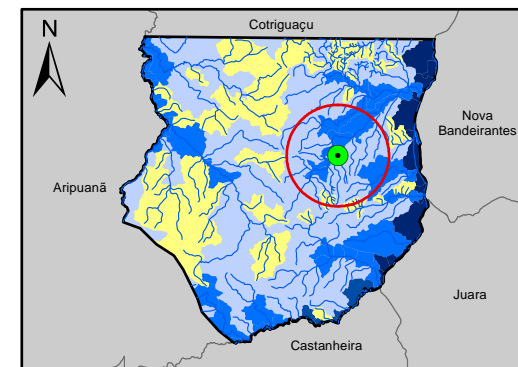 Cotriguaçu
N
Nova
Bandeirantes
Aripuanã
Juara
Castanheira